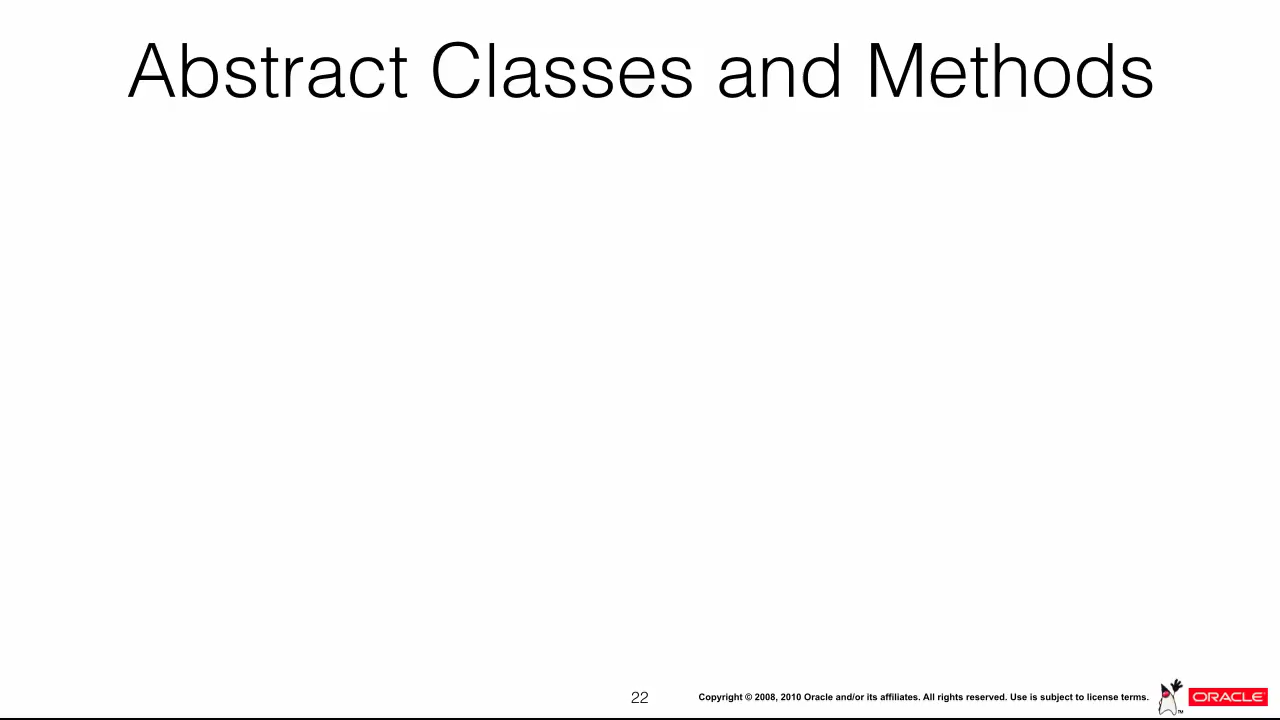 Abstract Classes and Methods
22
Copyright © 2008, 2010 Oracle and/or its affiliates. All rights reserved. Use is subject to license terms.
TM
ORACLE